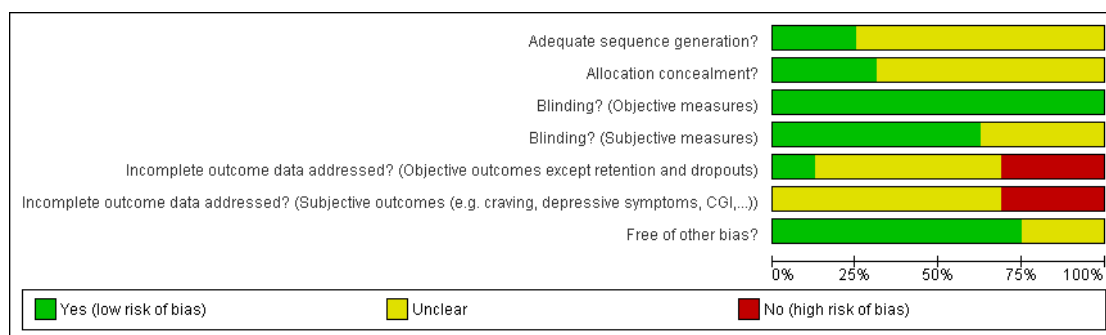 Adequate sequence generation?
Allocation concealment?
Blinding? (Objective measures)
Blinding? (Subjective measures)
Incomplete outcome data addressed? (Objective outcomes except retention and dropouts)
Incomplete outcome data addressed? (Subjective outcomes (e.g. craving, depressive symptoms, CGI,...))
Free of other bias?
0% 25% 50% 75% 100%
Yes (low risk of bias) Unclear No (high risk of bias)